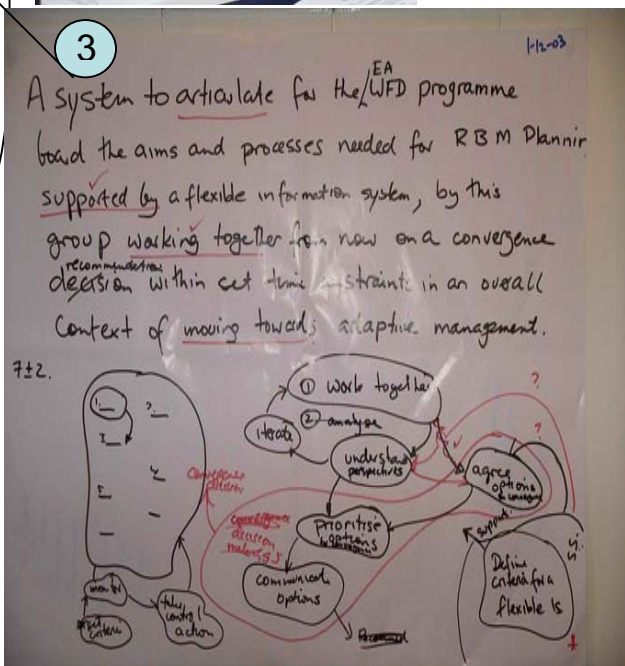 3
1-12-03
EA
A system to articulate for the WFD programme
board the aims and processes needed for RBM Plannin
supported by a flexible information system, by this
group working together from now on a convergence
recommendation
decision within set time constraints in an overall
Context of moving towards adaptive management.
7±2.
① work together
② analyse
iterate
understand
perspectives
agree
options
prioritise
options
communicate
options
convergence
decision
convergence
decision
support
Define
criteria for a
flexible IS
monitor
take
control
action
criteria
?
?